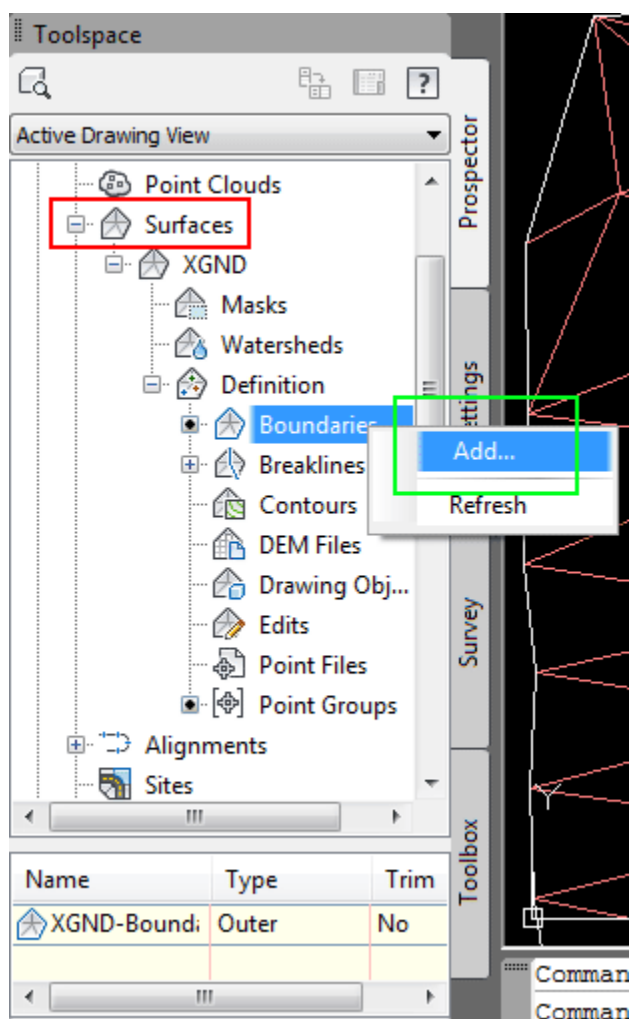 Toolspace
?
Active Drawing View
Point Clouds
Surfaces
XGND
Masks
Watersheds
Definition
Boundaries
Breaklines
Contours
DEM Files
Drawing Obj...
Edits
Point Files
Point Groups
Alignments
Sites
Add...
Refresh
Prospector
ettings
Survey
Toolbox
Name Type Trim
XGND-Bounda Outer No
Comman
Comman